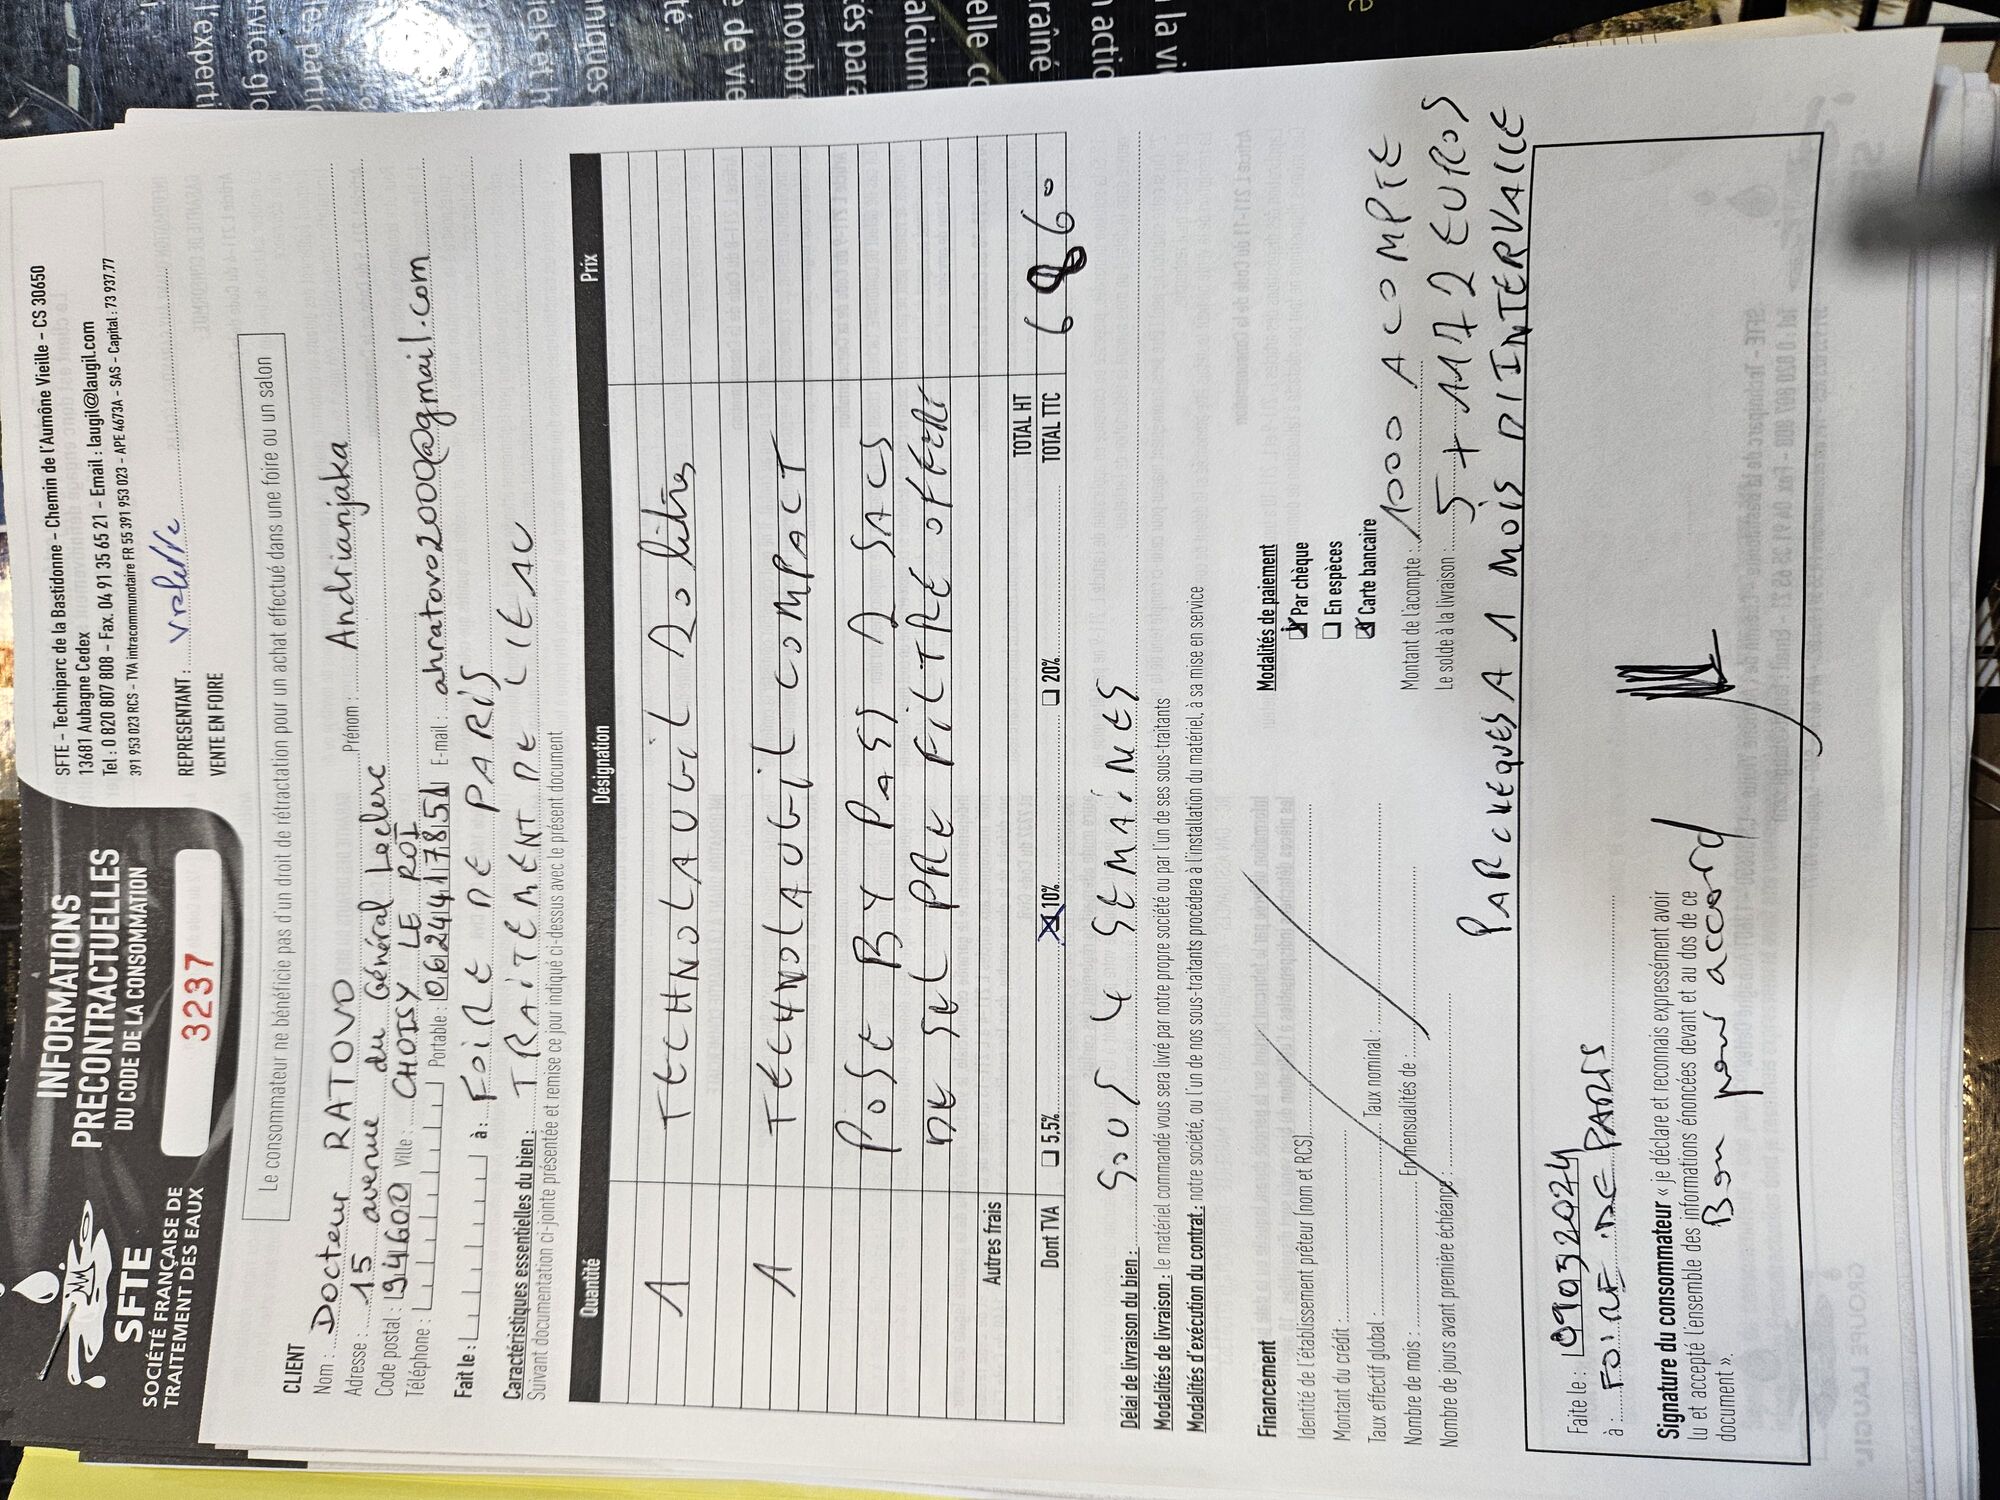 SFTE
SOCIÉTÉ FRANÇAISE DE
TRAITEMENT DES EAUX
INFORMATIONS
PRECONTRACTUELLES
DU CODE DE LA CONSOMMATION
3237
SFTE – Techniparc de la Bastidonne – Chemin de l'Aumône Vieille – CS 30650
13681 Aubagne Cedex
Tel : 0 820 807 808 – Fax. 04 91 35 65 21 – Email : laugil@laugil.com
391 953 023 RCS – TVA intracommunautaire FR 55 391 953 023 – APE 4673A – SAS – Capital : 73 937,77
REPRESENTANT : Valerre
VENTE EN FOIRE
Le consommateur ne bénéficie pas d'un droit de rétractation pour un achat effectué dans une foire ou un salon
CLIENT
Nom : Docteur RATOVO Prénom : Andrianjaka
Adresse : 15 avenue du Général Leclerc
Code postal : 94600 Ville : CHOISY LE ROI
Téléphone : Portable : 0624417851 E-mail : ahratovo2000@gmail.com
Fait le : à : FOIRE DE PARIS
Caractéristiques essentielles du bien : TRAITEMENT DE L'EAU
Suivant documentation ci-jointe présentée et remise ce jour indiqué ci-dessus avec le présent document
Quantité Désignation Prix
1 TECHNOLAUGIL 20 litres
1 TECHNOLAUGIL COMPACT
POSE BY PASS 2 SACS
DE SEL PRE FILTRE OFFERT
Autres frais
TOTAL HT
Dont TVA ❑ 5,5% ☒ 10% ❑ 20% TOTAL TTC 6860
Délai de livraison du bien : SOUS 4 SEMAINES
Modalités de livraison : le matériel commandé vous sera livré par notre propre société ou par l'un de ses sous-traitants
Modalités d'exécution du contrat : notre société, ou l'un de nos sous-traitants procédera à l'installation du matériel, à sa mise en service
Financement
Identité de l'établissement prêteur (nom et RCS)
Montant du crédit :
Taux effectif global : Taux nominal :
Nombre de mois : En mensualités de :
Nombre de jours avant première échéance :
Modalités de paiement
☒ Par chèque
❑ En espèces
☒ Carte bancaire
Montant de l'acompte : 1000 ACOMPTE
Le solde à la livraison : 5 + 1172 EUROS
PAR CHEQUES A 1 MOIS D'INTERVALLE
Faite le : 09052024
à : FOIRE DE PARIS
Signature du consommateur « je déclare et reconnais expressément avoir
lu et accepté l'ensemble des informations énoncées devant et au dos de ce
document ».
Bon pour accord